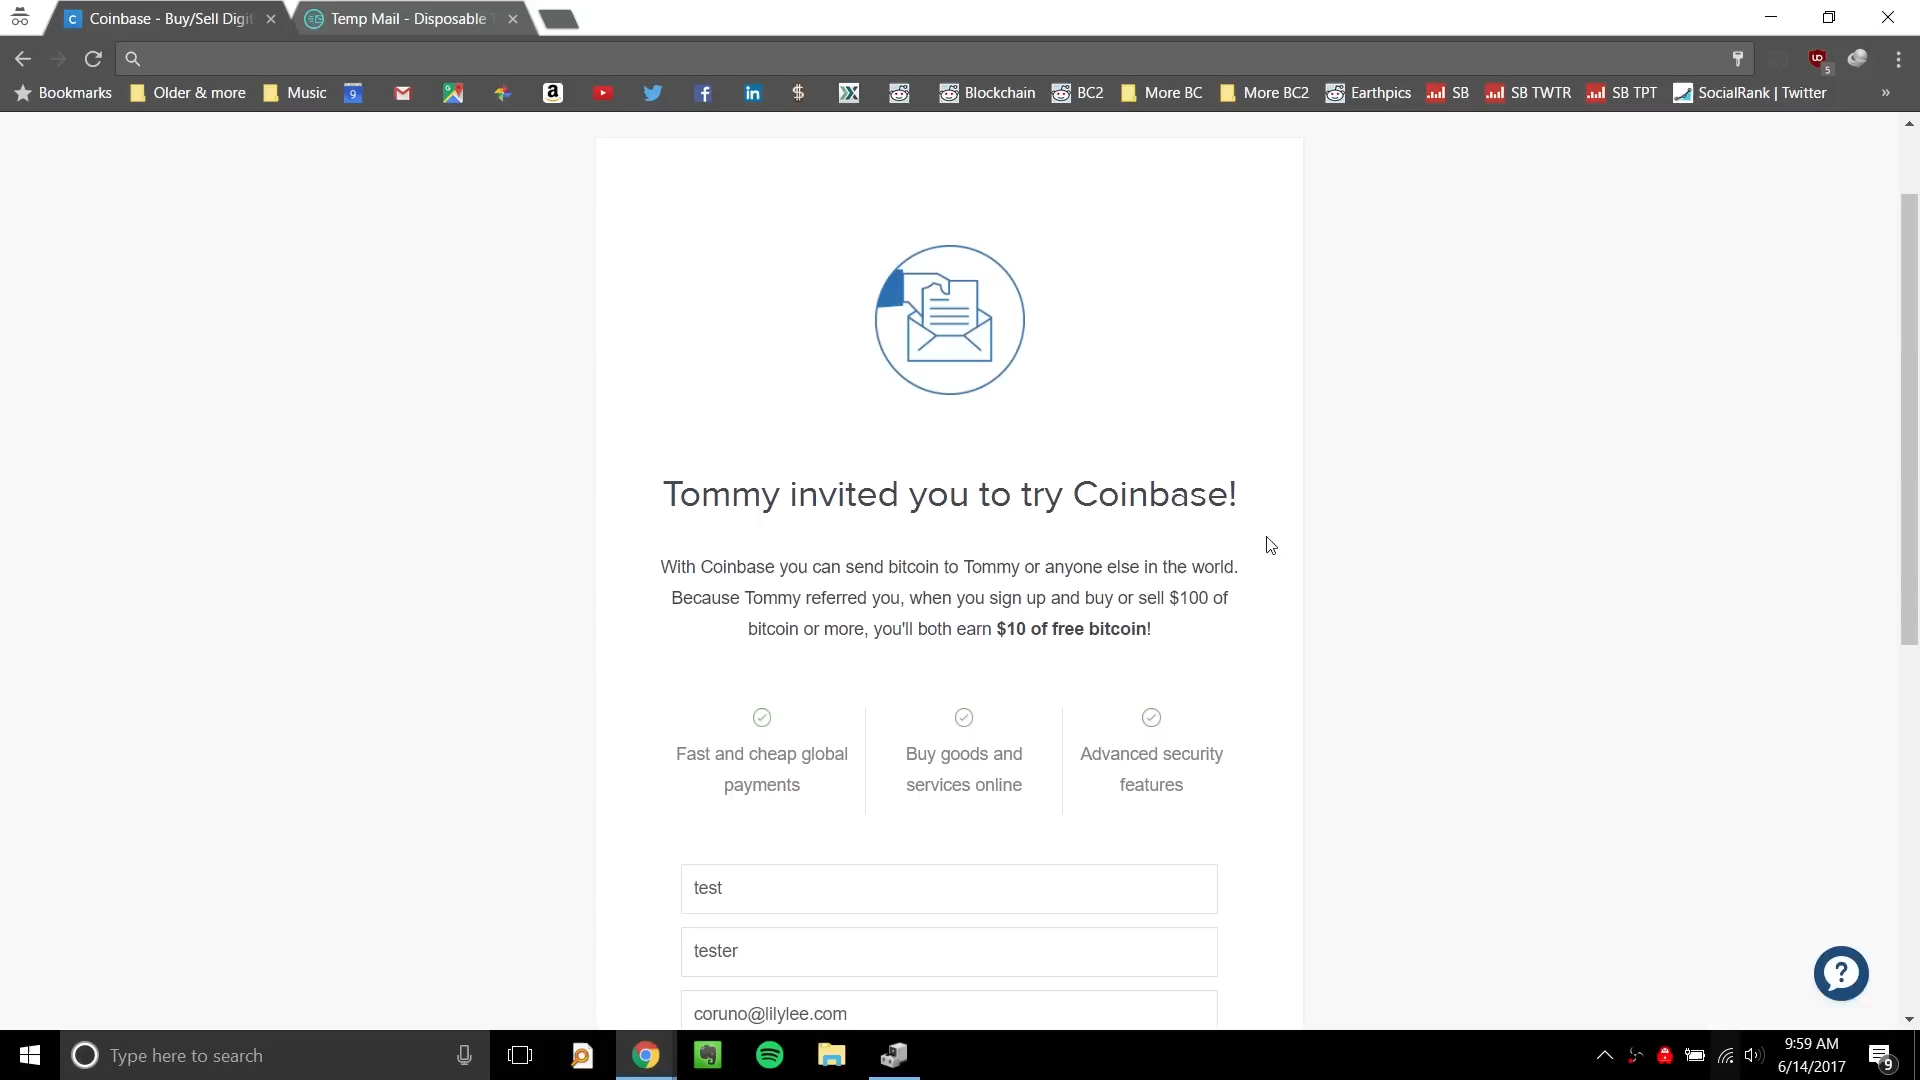 Coinbase - Buy/Sell Digit
Temp Mail - Disposable
Bookmarks
Older & more
Music
9
a
in
$
Blockchain
BC2
More BC
More BC2
Earthpics
SB
SB TWTR
SB TPT
SocialRank | Twitter
»
5
Tommy invited you to try Coinbase!
With Coinbase you can send bitcoin to Tommy or anyone else in the world.
Because Tommy referred you, when you sign up and buy or sell $100 of
bitcoin or more, you'll both earn $10 of free bitcoin!
Fast and cheap global
payments
Buy goods and
services online
Advanced security
features
test
tester
coruno@lilylee.com
?
Type here to search
9:59 AM
6/14/2017
9